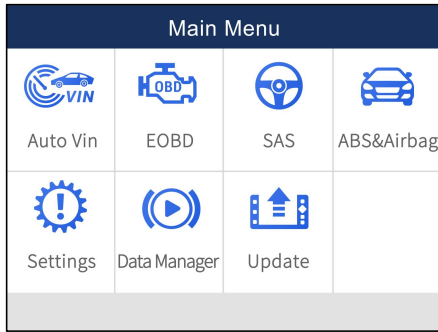 Main Menu
VIN
OBD
Auto Vin
EOBD
SAS
ABS&Airbag
Settings
Data Manager
Update